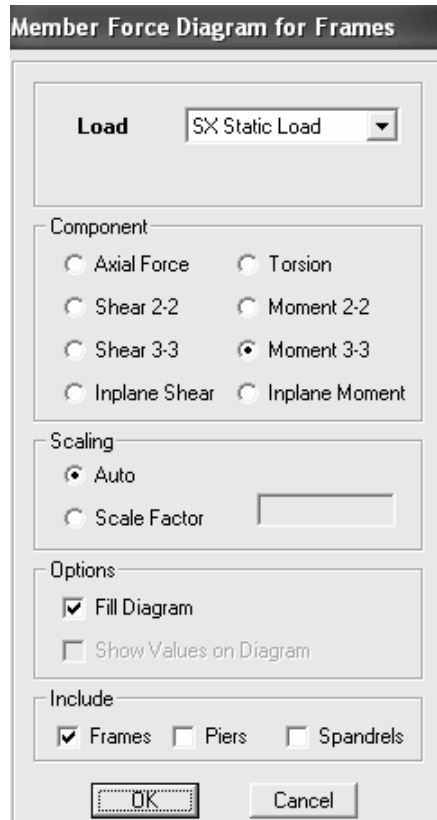 Member Force Diagram for Frames
Load SX Static Load
Component
Axial Force Torsion
Shear 2-2 Moment 2-2
Shear 3-3 Moment 3-3
Inplane Shear Inplane Moment
Scaling
Auto
Scale Factor
Options
Fill Diagram
Show Values on Diagram
Include
Frames Piers Spandrels
OK Cancel